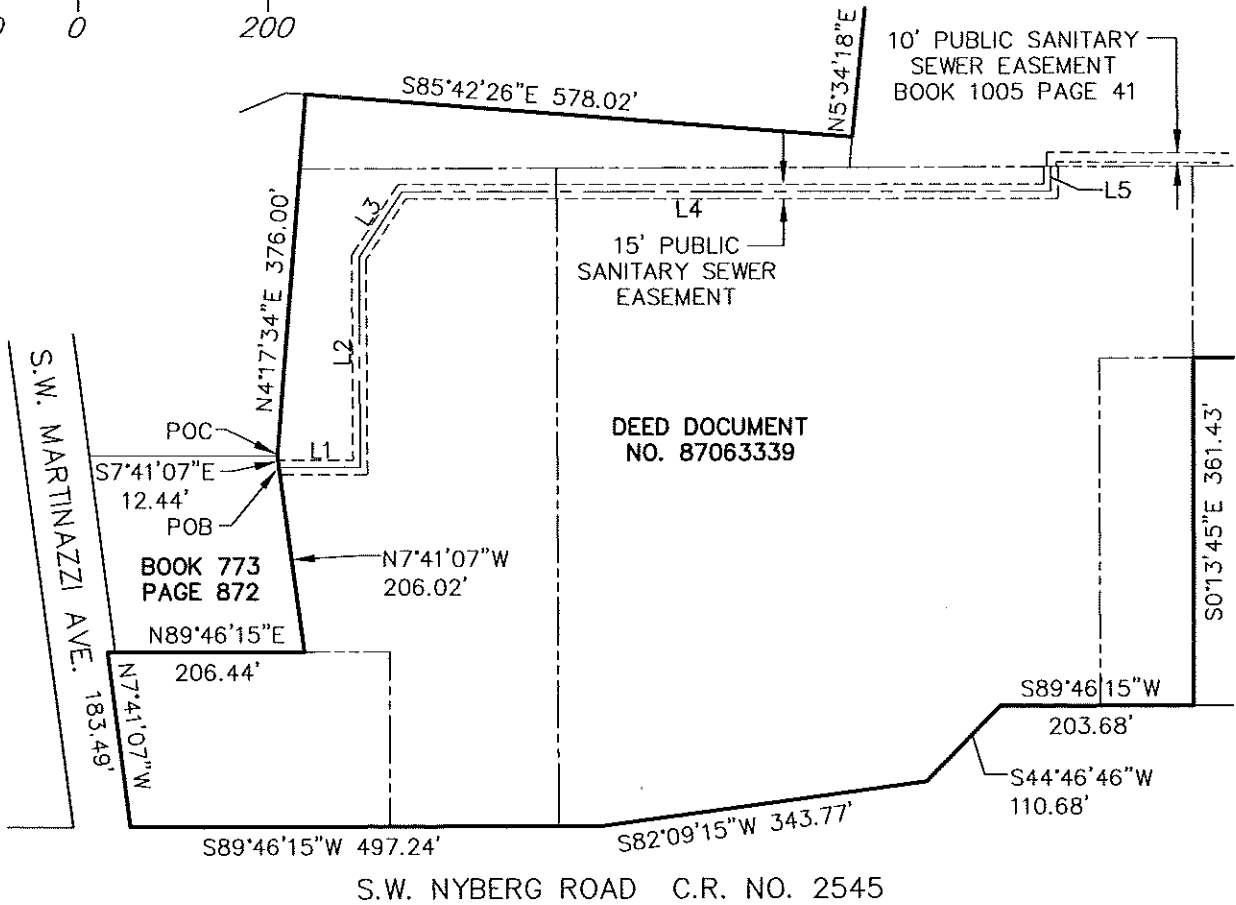 0
200
S85°42'26"E 578.02'
N5°34'18"E
10' PUBLIC SANITARY
SEWER EASEMENT
BOOK 1005 PAGE 41
L3
L4
L5
15' PUBLIC
SANITARY SEWER
EASEMENT
N4°17'34"E 376.00'
L2
S.W. MARTINAZZI AVE.
POC
L1
S7°41'07"E
12.44'
POB
DEED DOCUMENT
NO. 87063339
S0°13'45"E 361.43'
BOOK 773
PAGE 872
N7°41'07"W
206.02'
N89°46'15"E
206.44'
N7°41'07"W
183.49'
S89°46'15"W
203.68'
S44°46'46"W
110.68'
S89°46'15"W 497.24'
S82°09'15"W 343.77'
S.W. NYBERG ROAD C.R. NO. 2545